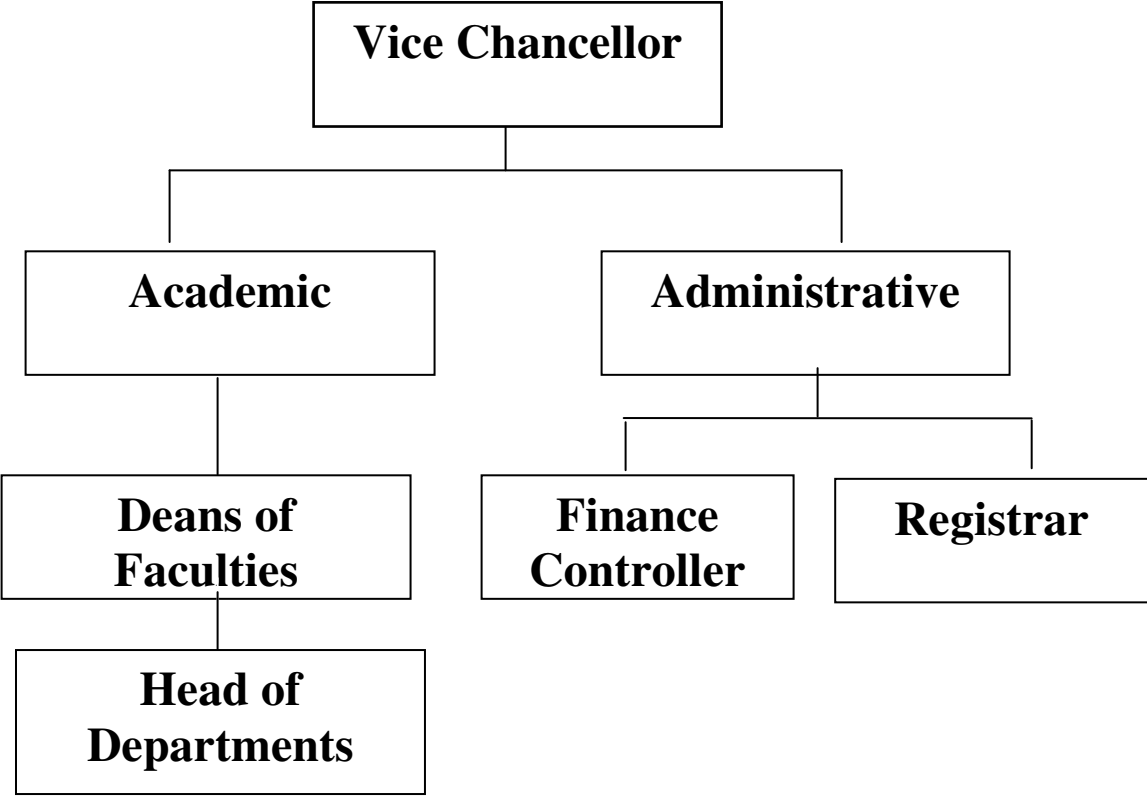 Vice Chancellor
Academic
Administrative
Deans of
Faculties
Finance
Controller
Registrar
Head of
Departments